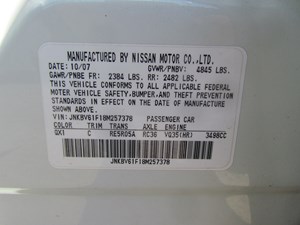 MANUFACTURED BY NISSAN MOTOR CO.,LTD.
DATE: 10/07 GVWR/PNBV: 4845 LBS.
GAWR/PNBE FR: 2384 LBS. RR: 2482 LBS.
THIS VEHICLE CONFORMS TO ALL APPLICABLE FEDERAL
MOTOR VEHICLE SAFETY,BUMPER,AND THEFT PREVENTION
STANDARDS IN EFFECT ON THE DATE OF MANUFACTURE
SHOWN ABOVE.
VIN: JNKBV61F18M257378 PASSENGER CAR
COLOR TRIM TRANS AXLE ENGINE
QX1 C RE5R05A RC36 VQ35(HR) 3498CC